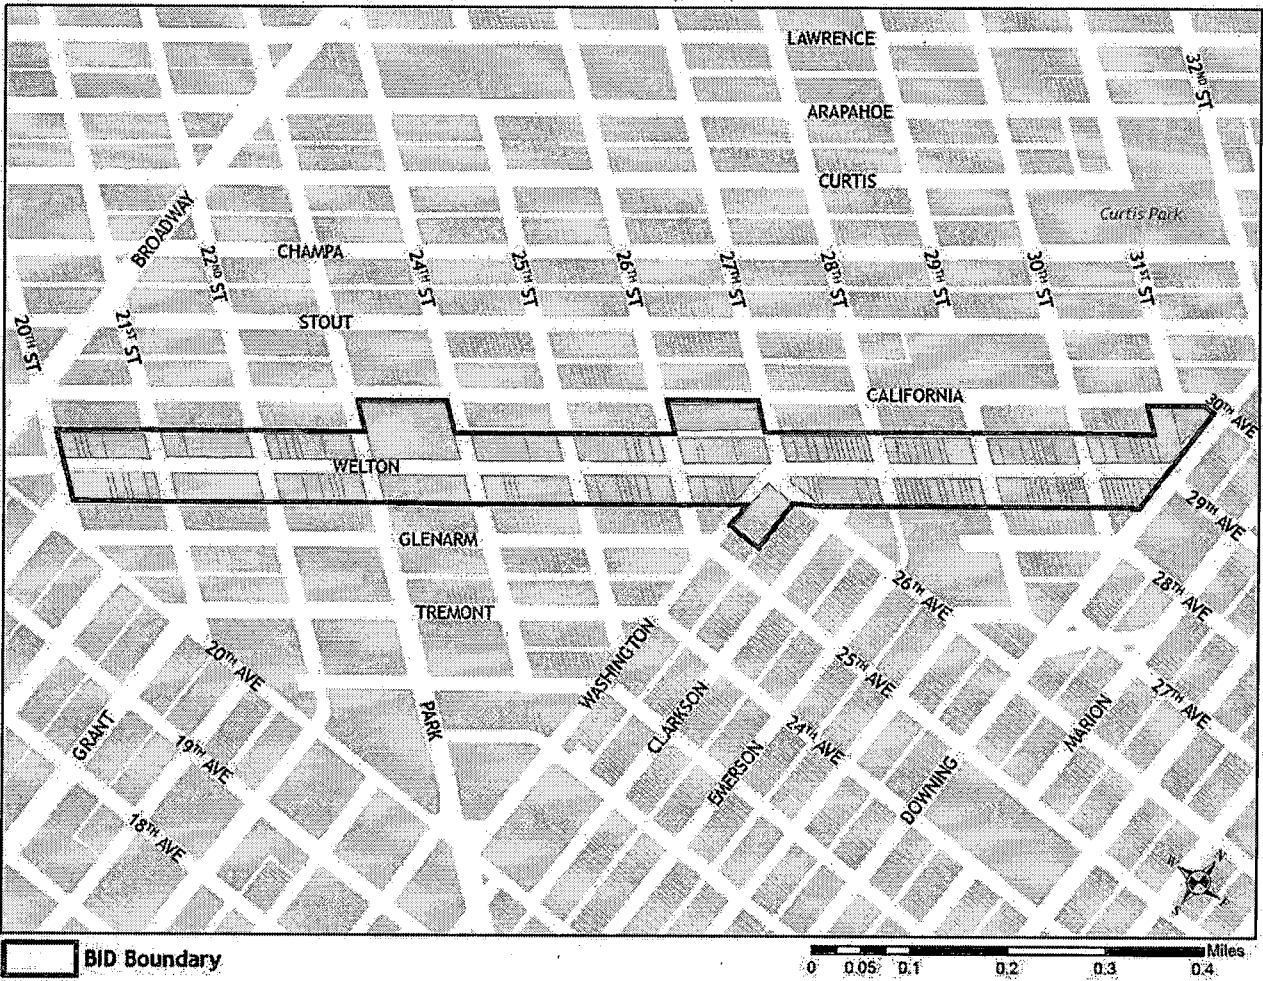 LAWRENCE
32ND ST
ARAPAHOE
CURTIS
Curtis Park
BROADWAY
CHAMPA
22ND ST
24TH ST
25TH ST
26TH ST
27TH ST
28TH ST
29TH ST
30TH ST
31ST ST
20TH ST
21ST ST
STOUT
CALIFORNIA
30TH AVE
WELTON
29TH AVE
GLENARM
26TH AVE
28TH AVE
TREMONT
WASHINGTON
20TH AVE
25TH AVE
27TH AVE
GRANT
19TH AVE
PARK
CLARKSON
24TH AVE
MARION
EMERSON
DOWNING
18TH AVE
N
W
E
S
BID Boundary
Miles
0 0.05 0.1 0.2 0.3 0.4